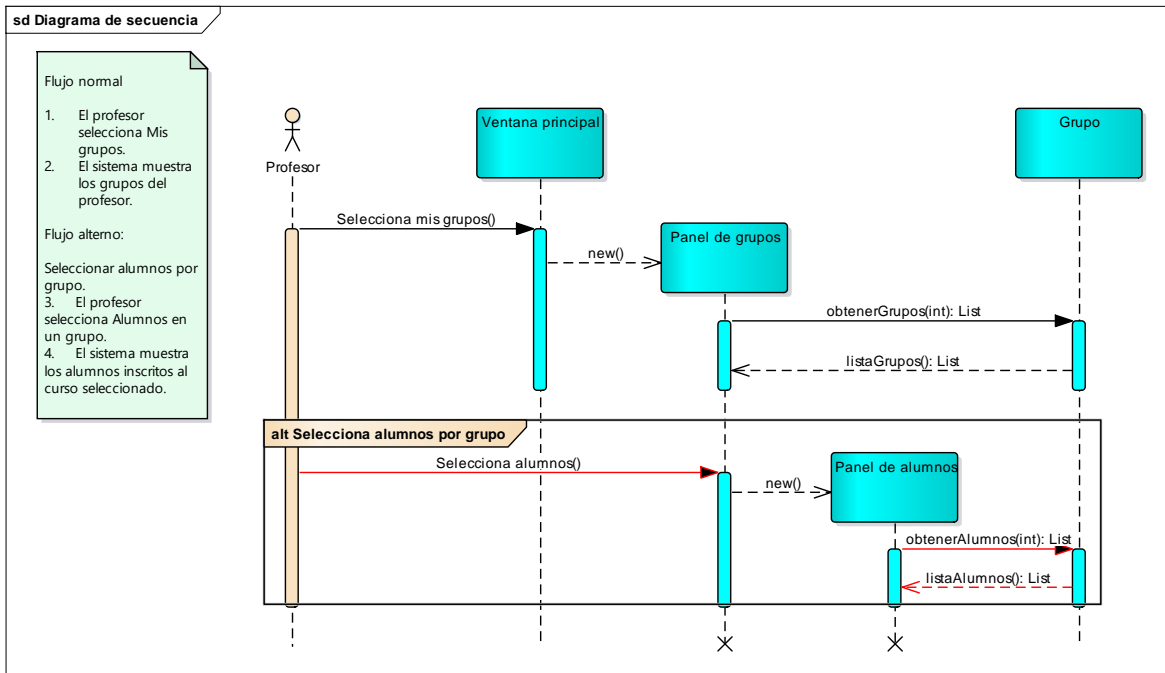 sd Diagrama de secuencia
Flujo normal
1. El profesor
selecciona Mis
grupos.
2. El sistema muestra
los grupos del
profesor.
Flujo alterno:
Seleccionar alumnos por
grupo.
3. El profesor
selecciona Alumnos en
un grupo.
4. El sistema muestra
los alumnos inscritos al
curso seleccionado.
Profesor
Ventana principal
Grupo
Selecciona mis grupos()
new()
Panel de grupos
obtenerGrupos(int): List
listaGrupos(): List
alt Selecciona alumnos por grupo
Selecciona alumnos()
new()
Panel de alumnos
obtenerAlumnos(int): List
listaAlumnos(): List